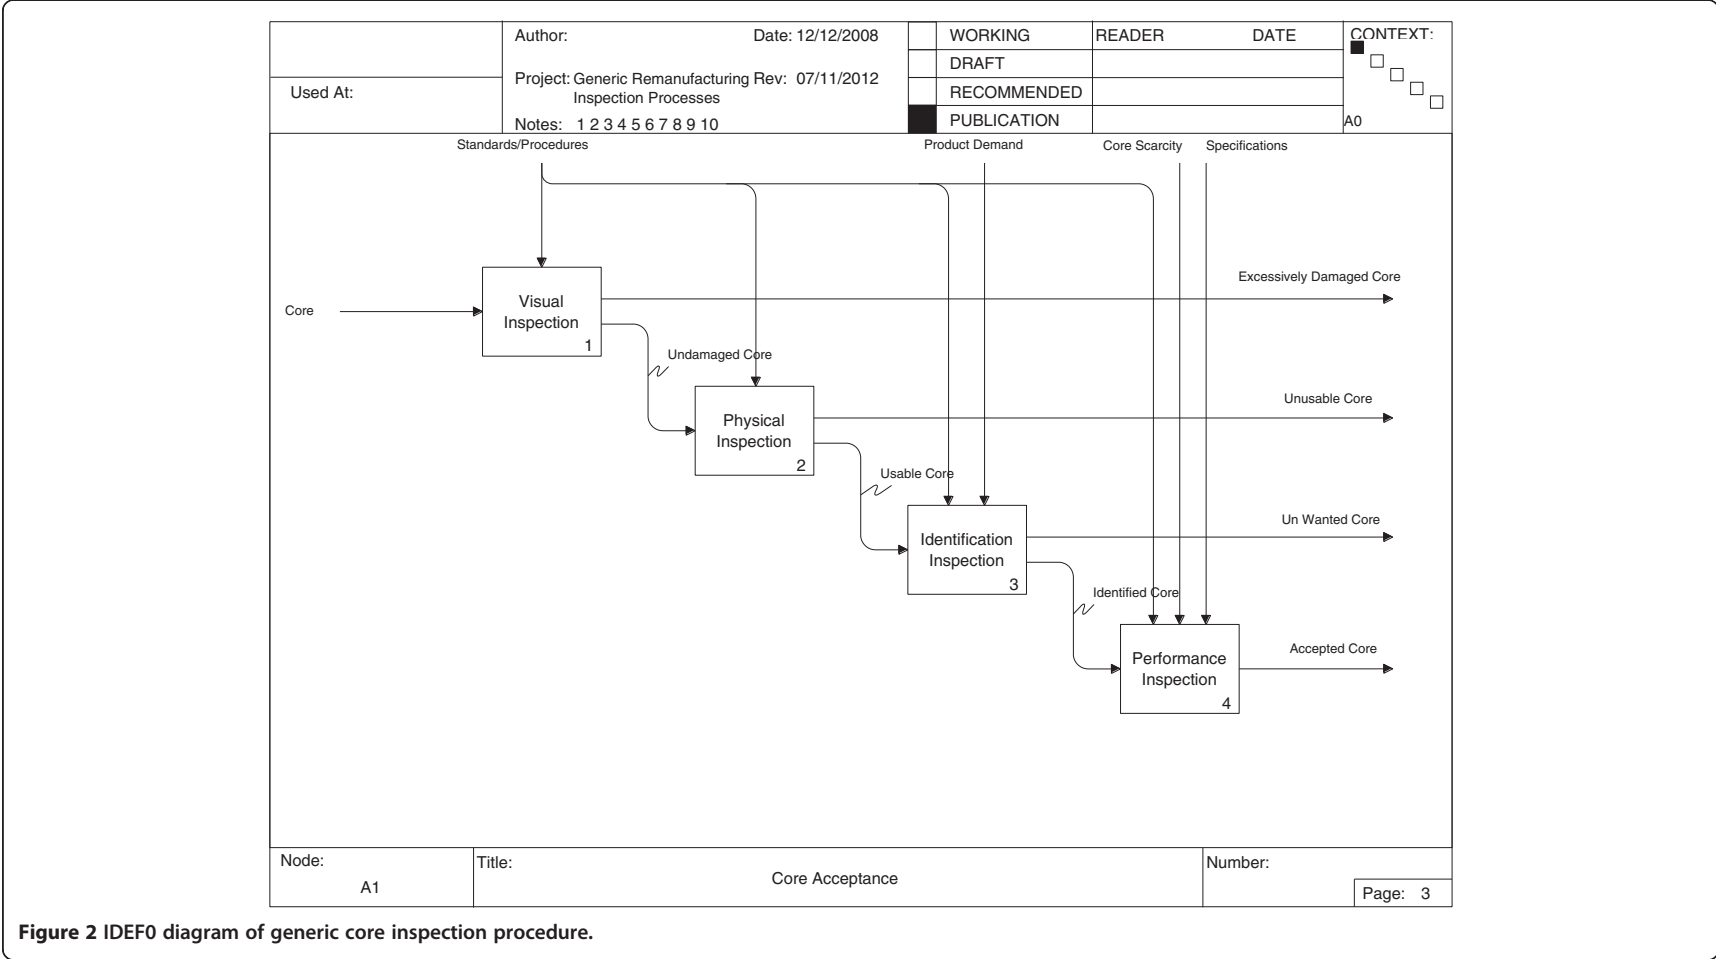 Used At:
Author:
Date: 12/12/2008
Project: Generic Remanufacturing Rev: 07/11/2012
Inspection Processes
Notes: 1 2 3 4 5 6 7 8 9 10
WORKING
DRAFT
RECOMMENDED
PUBLICATION
READER
DATE
CONTEXT:
A0
Standards/Procedures
Product Demand
Core Scarcity
Specifications
Core
Visual
Inspection
1
Excessively Damaged Core
Undamaged Core
Physical
Inspection
2
Unusable Core
Usable Core
Identification
Inspection
3
Un Wanted Core
Identified Core
Performance
Inspection
4
Accepted Core
Node:
A1
Title:
Core Acceptance
Number:
Page: 3
Figure 2 IDEF0 diagram of generic core inspection procedure.